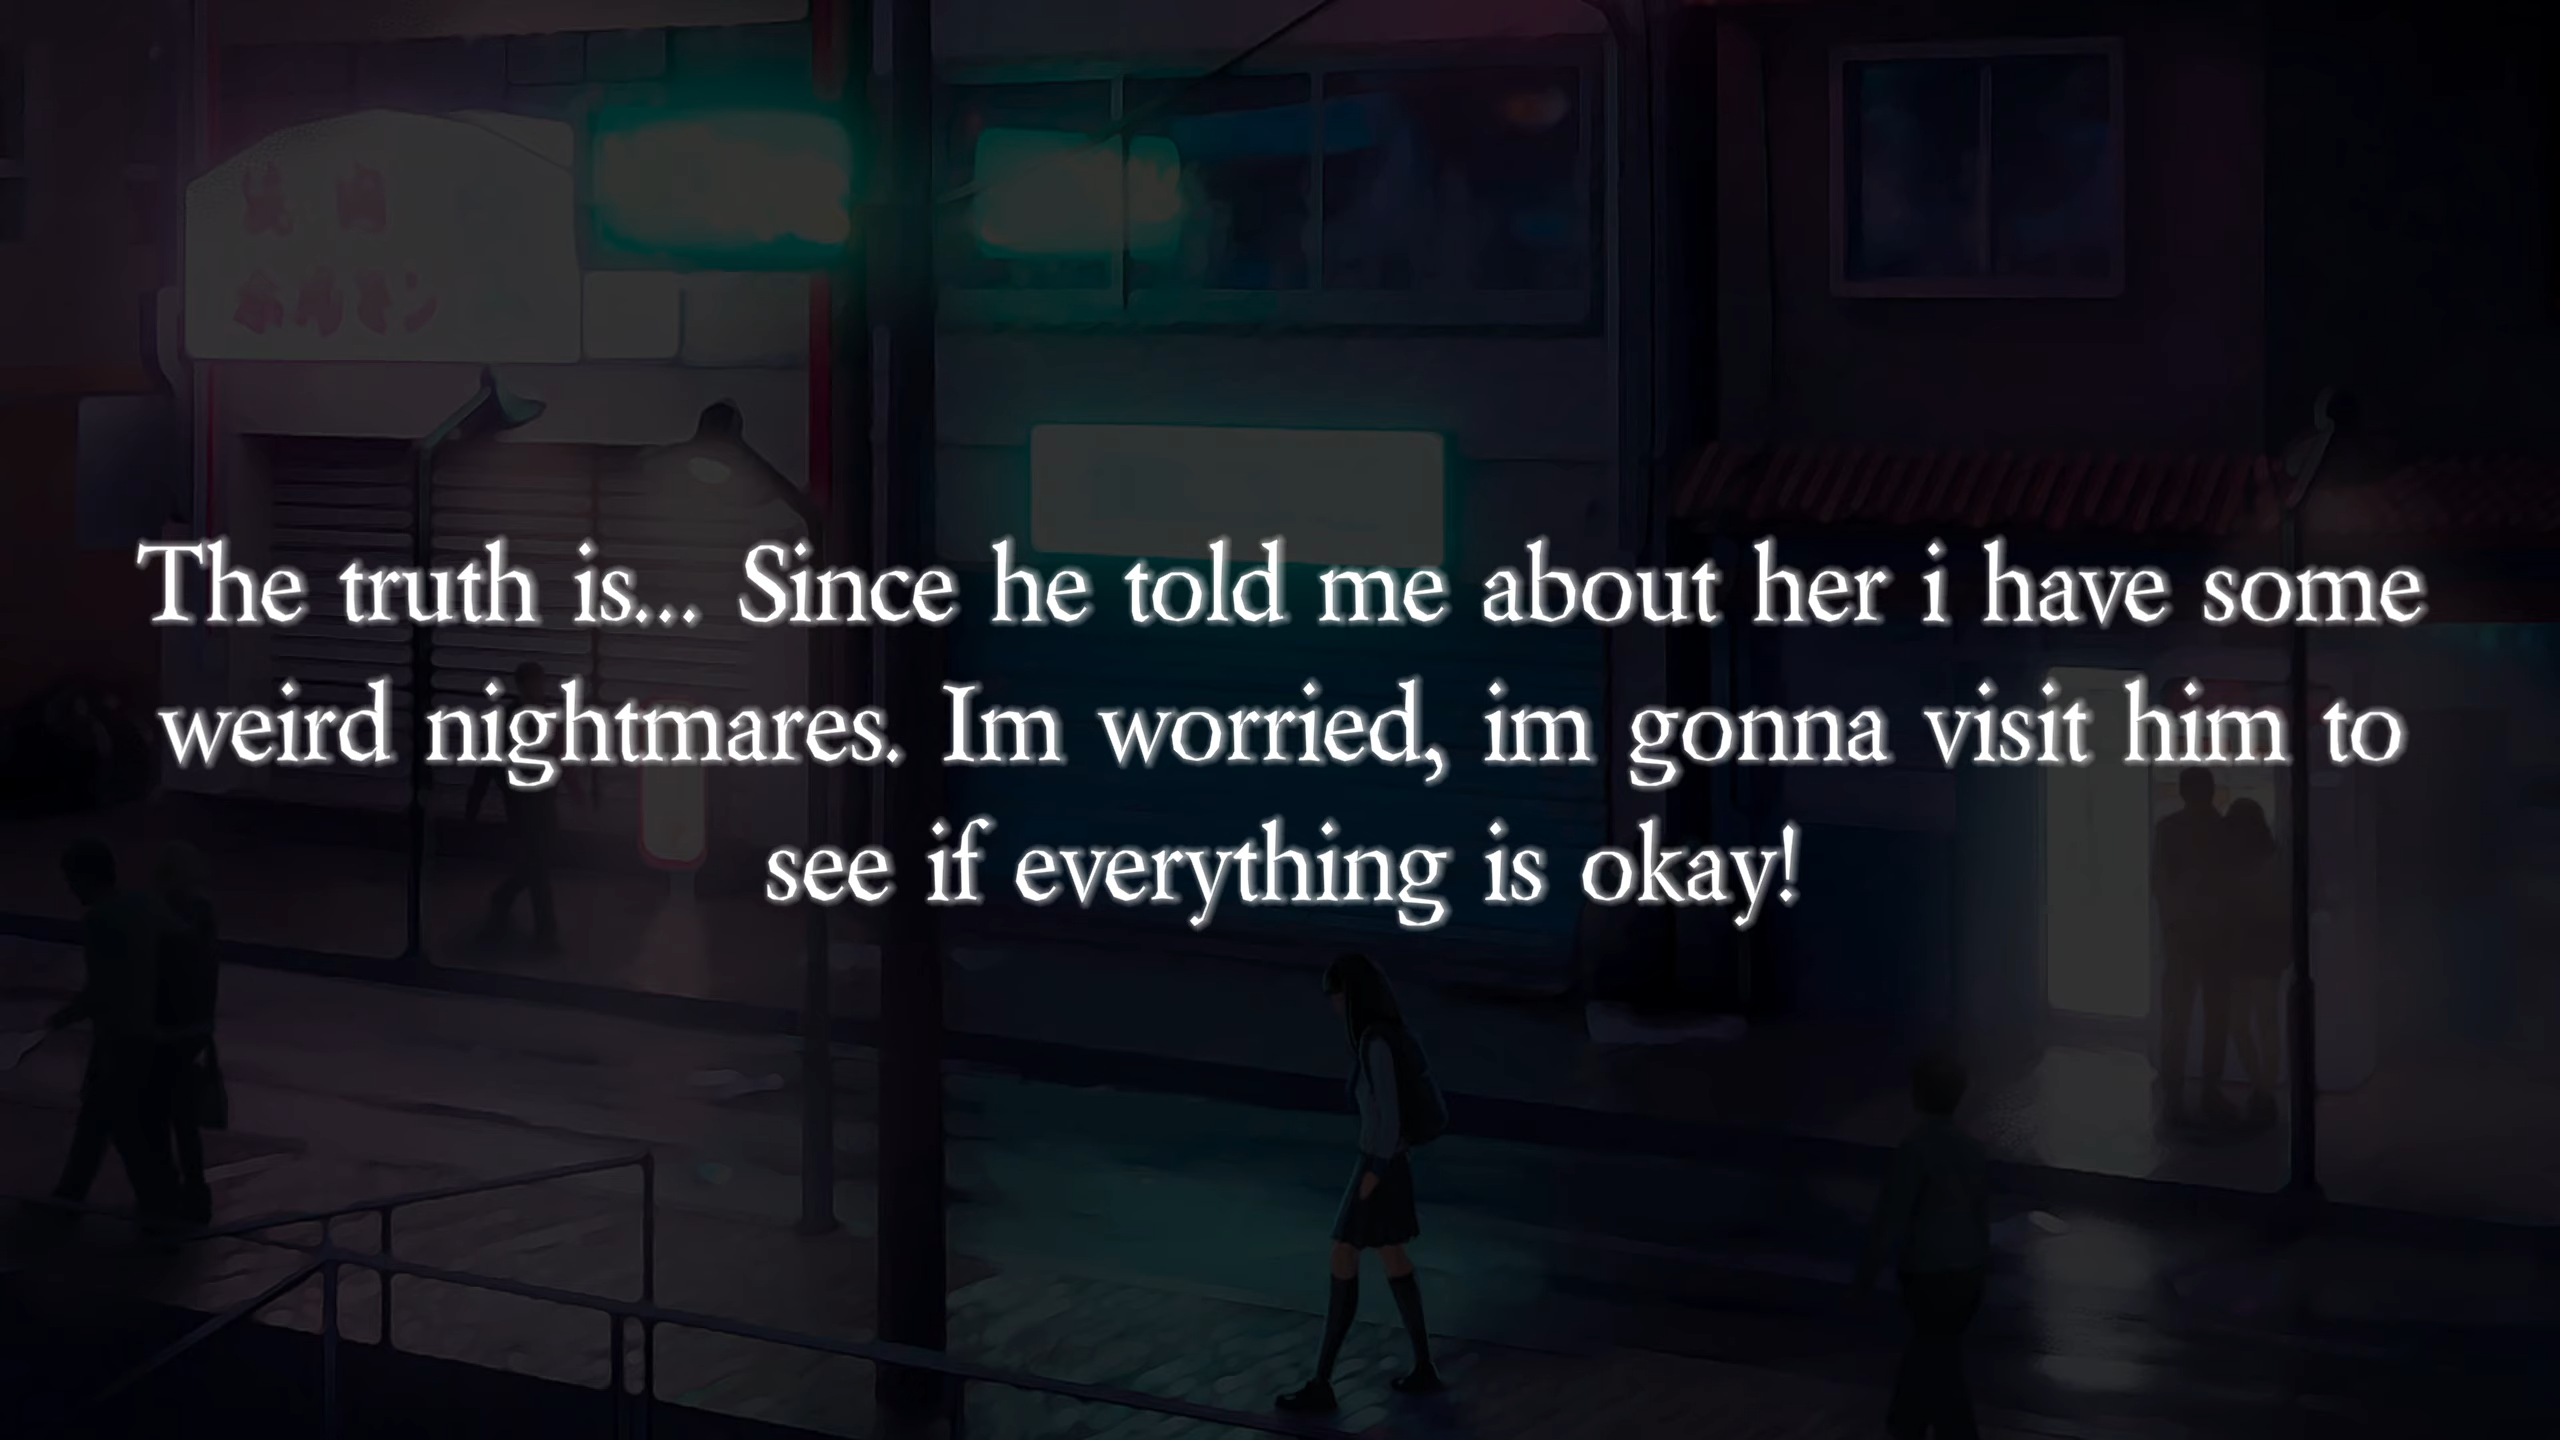 The truth is... Since he told me about her i have some
weird nightmares. Im worried, im gonna visit him to
see if everything is okay!